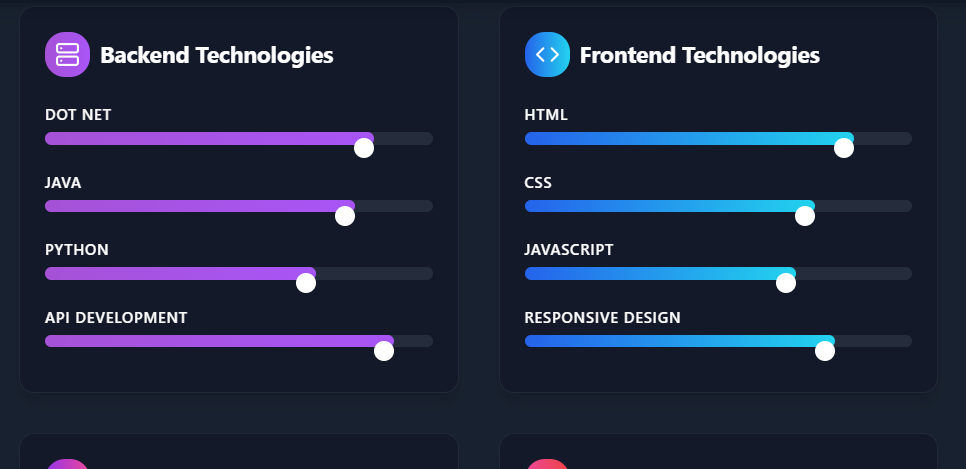 Backend Technologies
DOT NET
JAVA
PYTHON
API DEVELOPMENT
Frontend Technologies
HTML
CSS
JAVASCRIPT
RESPONSIVE DESIGN